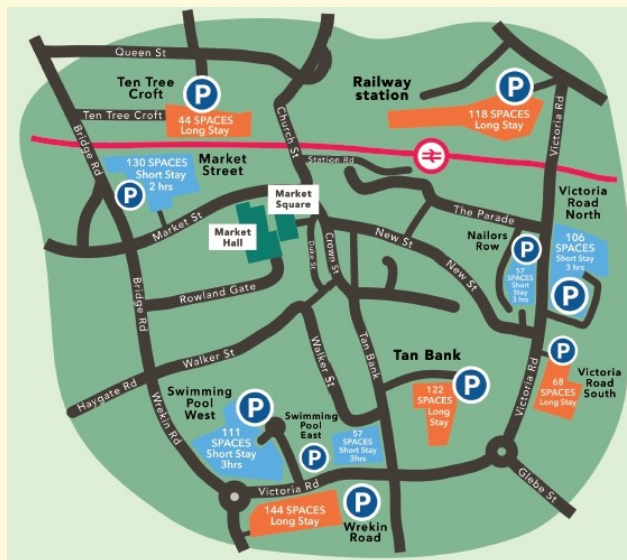 Queen St
Ten Tree
Croft
P
Ten Tree Croft
44 SPACES
Long Stay
Bridge Rd
Church St
Railway
station
P
118 SPACES
Long Stay
Victoria Rd
130 SPACES
Short Stay
2 hrs
P
Market
Street
Station Rd
Market
Square
Market
Hall
Market St
Duke St
Crown St
New St
New St
The Parade
Nailors
Row
P
57
SPACES
Short
Stay
3 hrs
Victoria
Road
North
106
SPACES
Short Stay
3 hrs
P
Rowland Gate
Bridge Rd
Walker St
Walker St
Haygate Rd
Wrekin Rd
Tan Bank
Tan Bank
P
122
SPACES
Long
Stay
P
68
SPACES
Long Stay
Victoria
Road
South
Victoria Rd
Swimming
Pool
West
P
111
SPACES
Short Stay
3hrs
Swimming
Pool
East
P
57
SPACES
Short Stay
3hrs
Victoria Rd
144 SPACES
Long Stay
P
Wrekin
Road
Glebe St